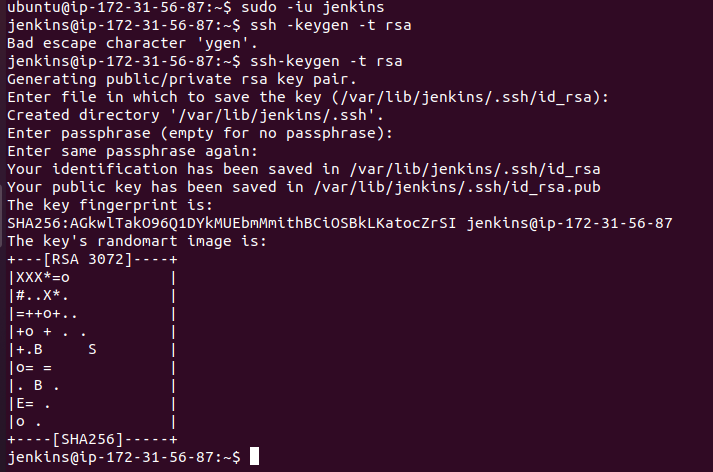 ubuntu@ip-172-31-56-87:~$ sudo -iu jenkins
jenkins@ip-172-31-56-87:~$ ssh -keygen -t rsa
Bad escape character 'ygen'.
jenkins@ip-172-31-56-87:~$ ssh-keygen -t rsa
Generating public/private rsa key pair.
Enter file in which to save the key (/var/lib/jenkins/.ssh/id_rsa):
Created directory '/var/lib/jenkins/.ssh'.
Enter passphrase (empty for no passphrase):
Enter same passphrase again:
Your identification has been saved in /var/lib/jenkins/.ssh/id_rsa
Your public key has been saved in /var/lib/jenkins/.ssh/id_rsa.pub
The key fingerprint is:
SHA256:AGkwlTakO96Q1DYkMUEbmMmithBCiOSBkLKatocZrSI jenkins@ip-172-31-56-87
The key's randomart image is:
+---[RSA 3072]----+
|XXX*=o           |
|#..X*.           |
|=++o+..          |
|+o + . .         |
|+.B     S        |
|o= =             |
|. B .            |
|E= .             |
|o .              |
+----[SHA256]-----+
jenkins@ip-172-31-56-87:~$